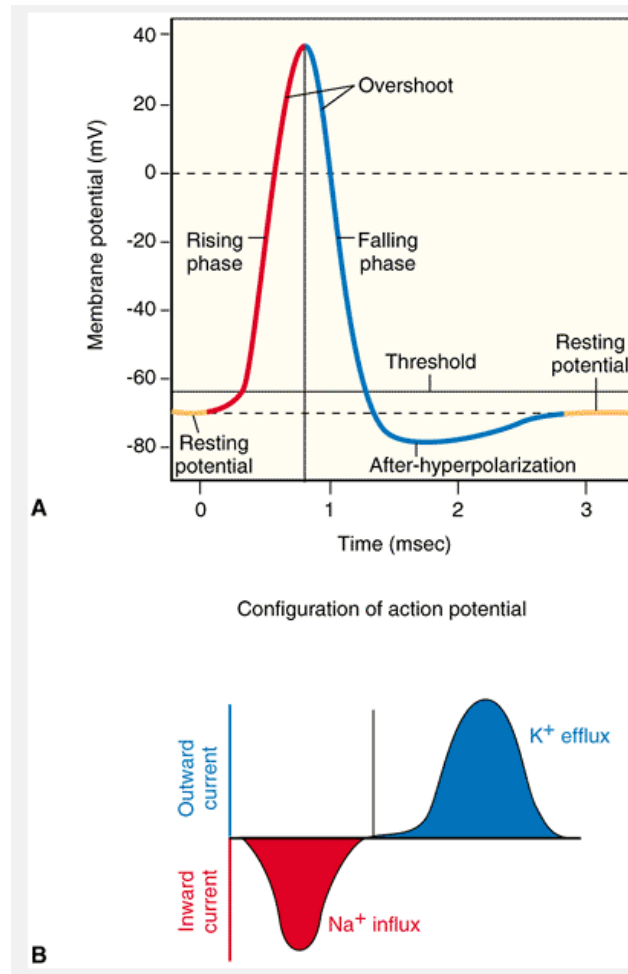 40
20
0
-20
-40
-60
-80
Membrane potential (mV)
Overshoot
Rising
phase
Falling
phase
Threshold
Resting
potential
Resting
potential
After-hyperpolarization
0
1
2
3
A
Time (msec)
Configuration of action potential
Outward
current
K+ efflux
Inward
current
Na+ influx
B